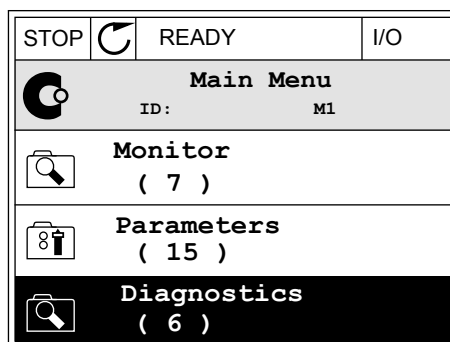 STOP READY I/O
Main Menu
ID: M1
Monitor
( 7 )
Parameters
( 15 )
Diagnostics
( 6 )